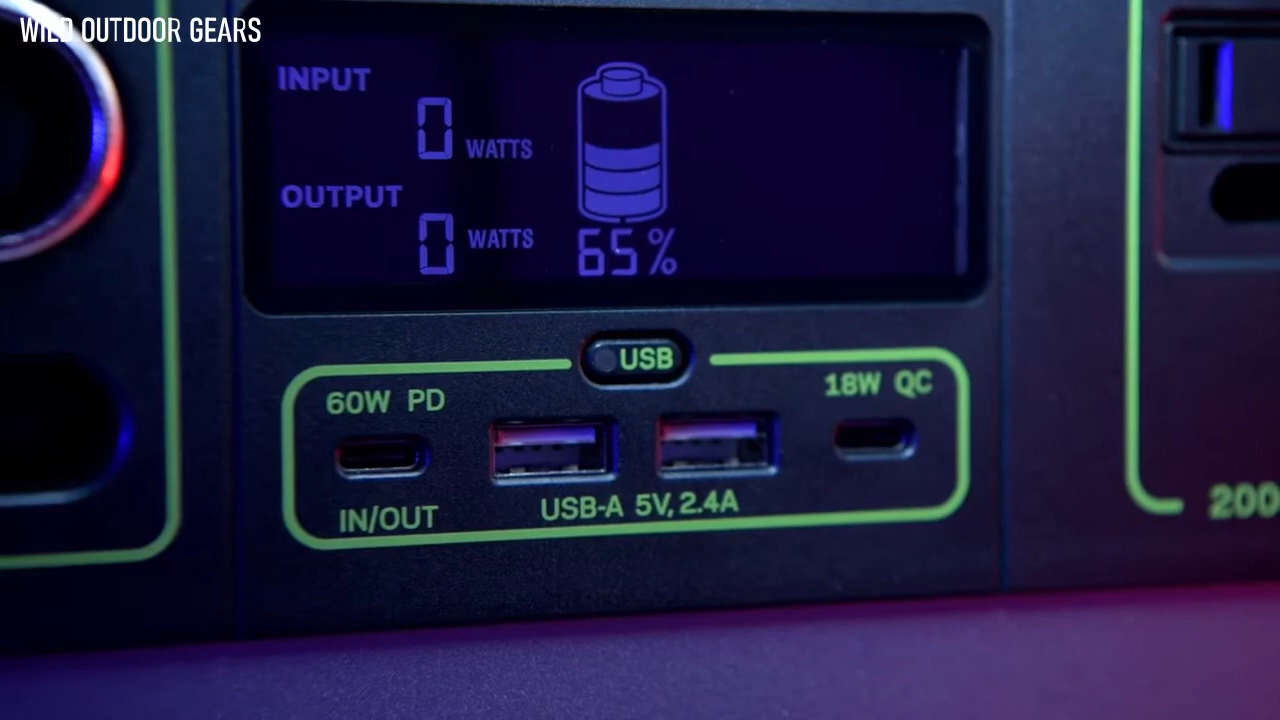 WILD OUTDOOR GEARS
INPUT
0 WATTS
OUTPUT
0 WATTS
65%
USB
60W PD
18W QC
IN/OUT
USB-A 5V, 2.4A
200